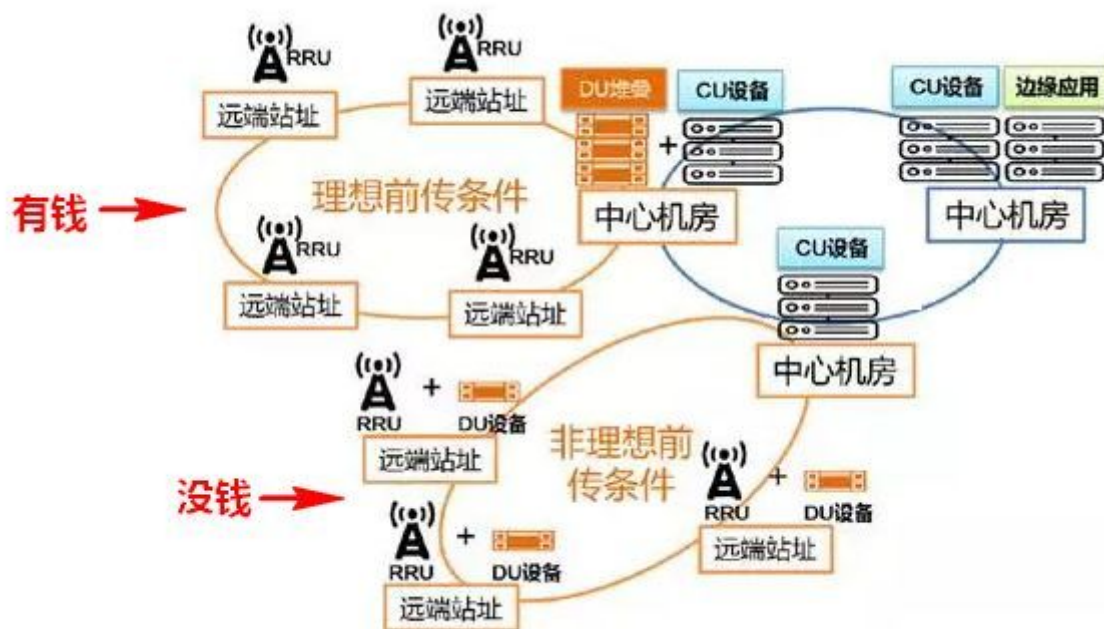 RRU
远端站址
RRU
远端站址
DU堆叠
+
CU设备
中心机房
CU设备
边缘应用
中心机房
有钱
理想前传条件
RRU
远端站址
RRU
远端站址
CU设备
中心机房
没钱
非理想前
传条件
RRU
+
DU设备
远端站址
RRU
+
DU设备
远端站址
RRU
+
DU设备
远端站址